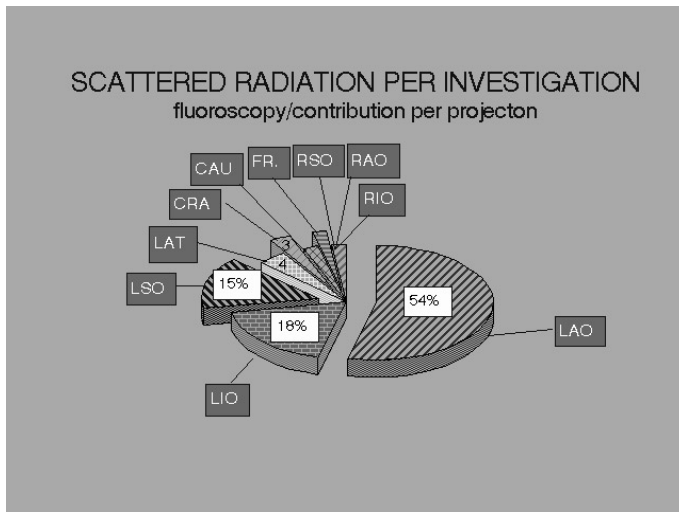 SCATTERED RADIATION PER INVESTIGATION
fluoroscopy/contribution per projecton
FR.
RSO
RAO
CAU
RIO
CRA
LAT
3
4
LSO
15%
54%
18%
LAO
LIO